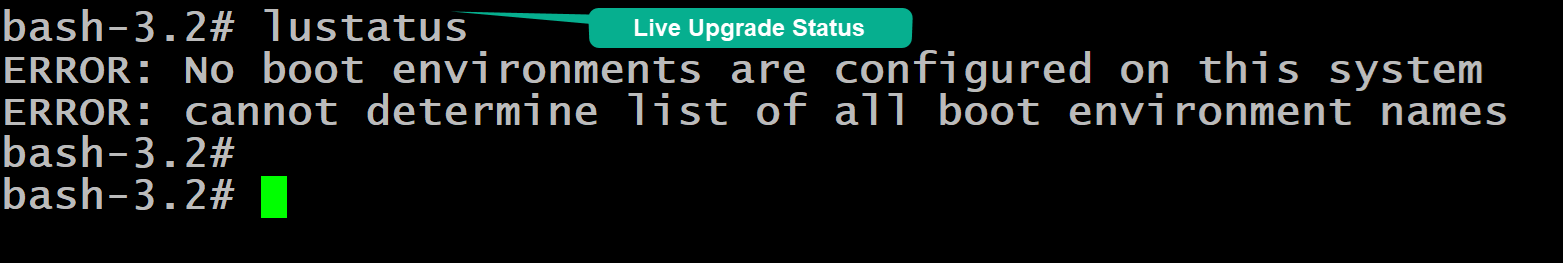 bash-3.2# lustatus
Live Upgrade Status
ERROR: No boot environments are configured on this system
ERROR: cannot determine list of all boot environment names
bash-3.2#
bash-3.2#